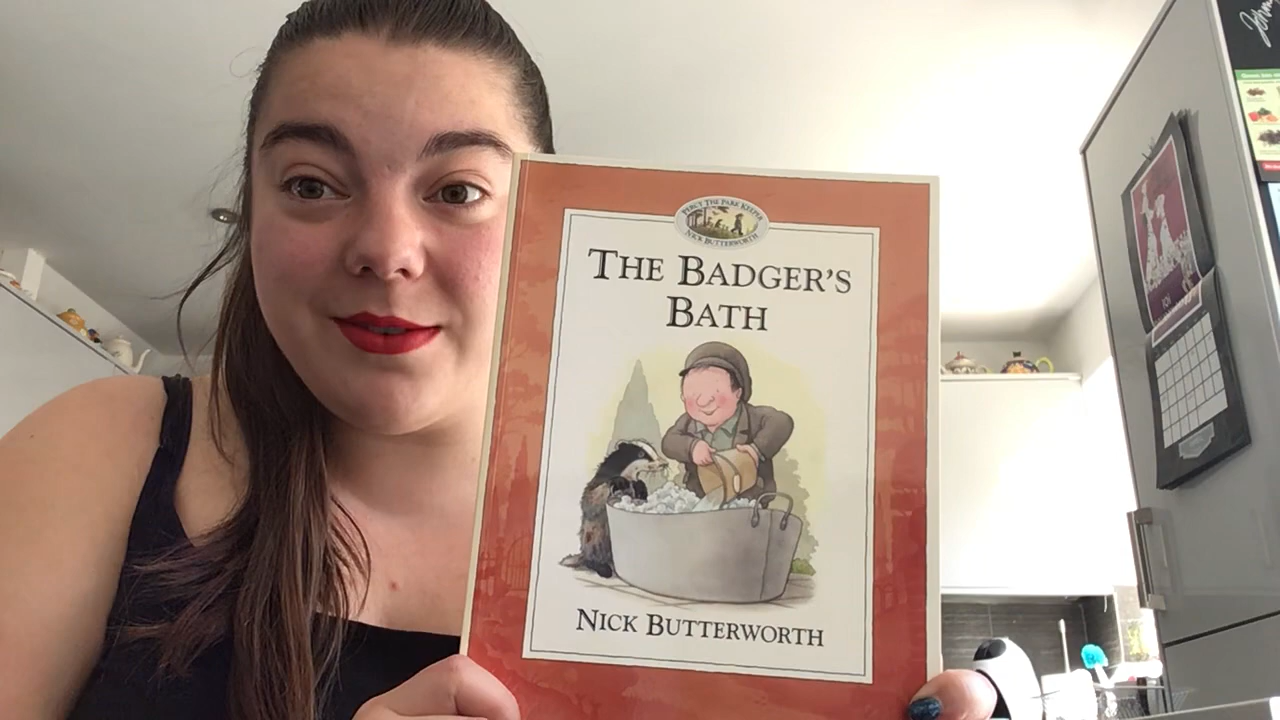 PERCY THE PARK KEEPER
NICK BUTTERWORTH
THE BADGER'S
BATH
NICK BUTTERWORTH